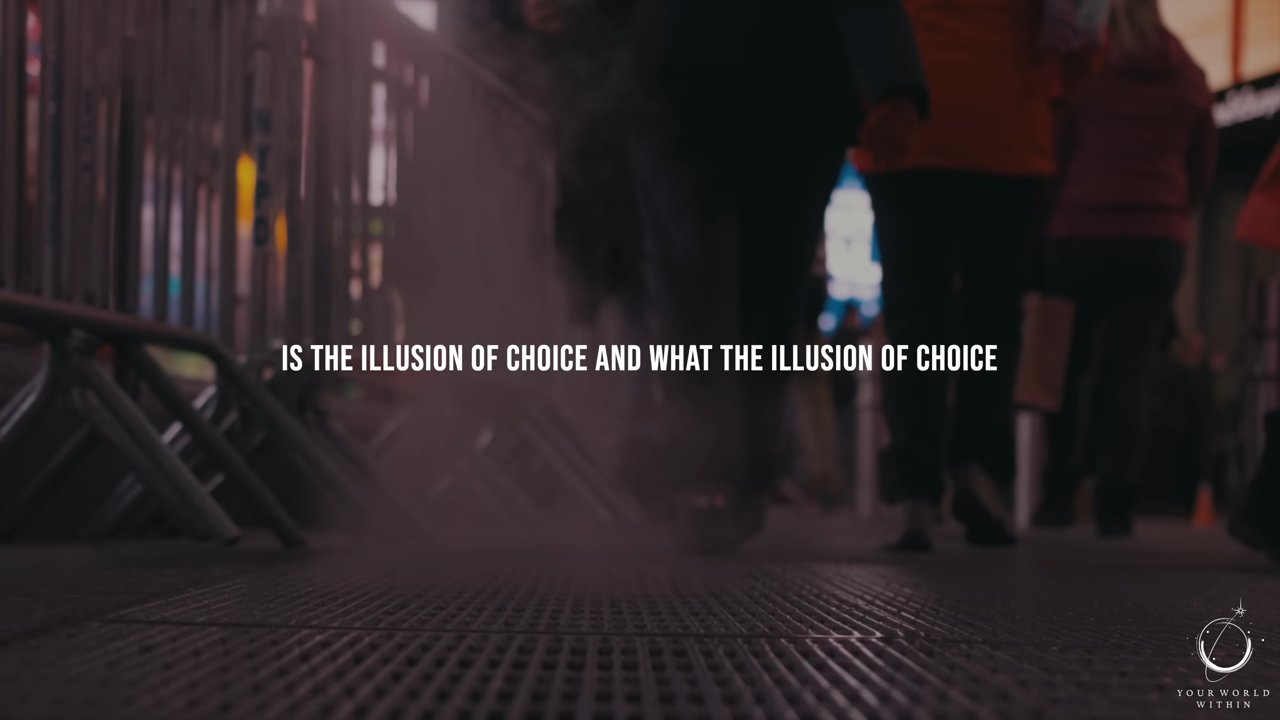 IS THE ILLUSION OF CHOICE AND WHAT THE ILLUSION OF CHOICE
YOUR WORLD
WITHIN